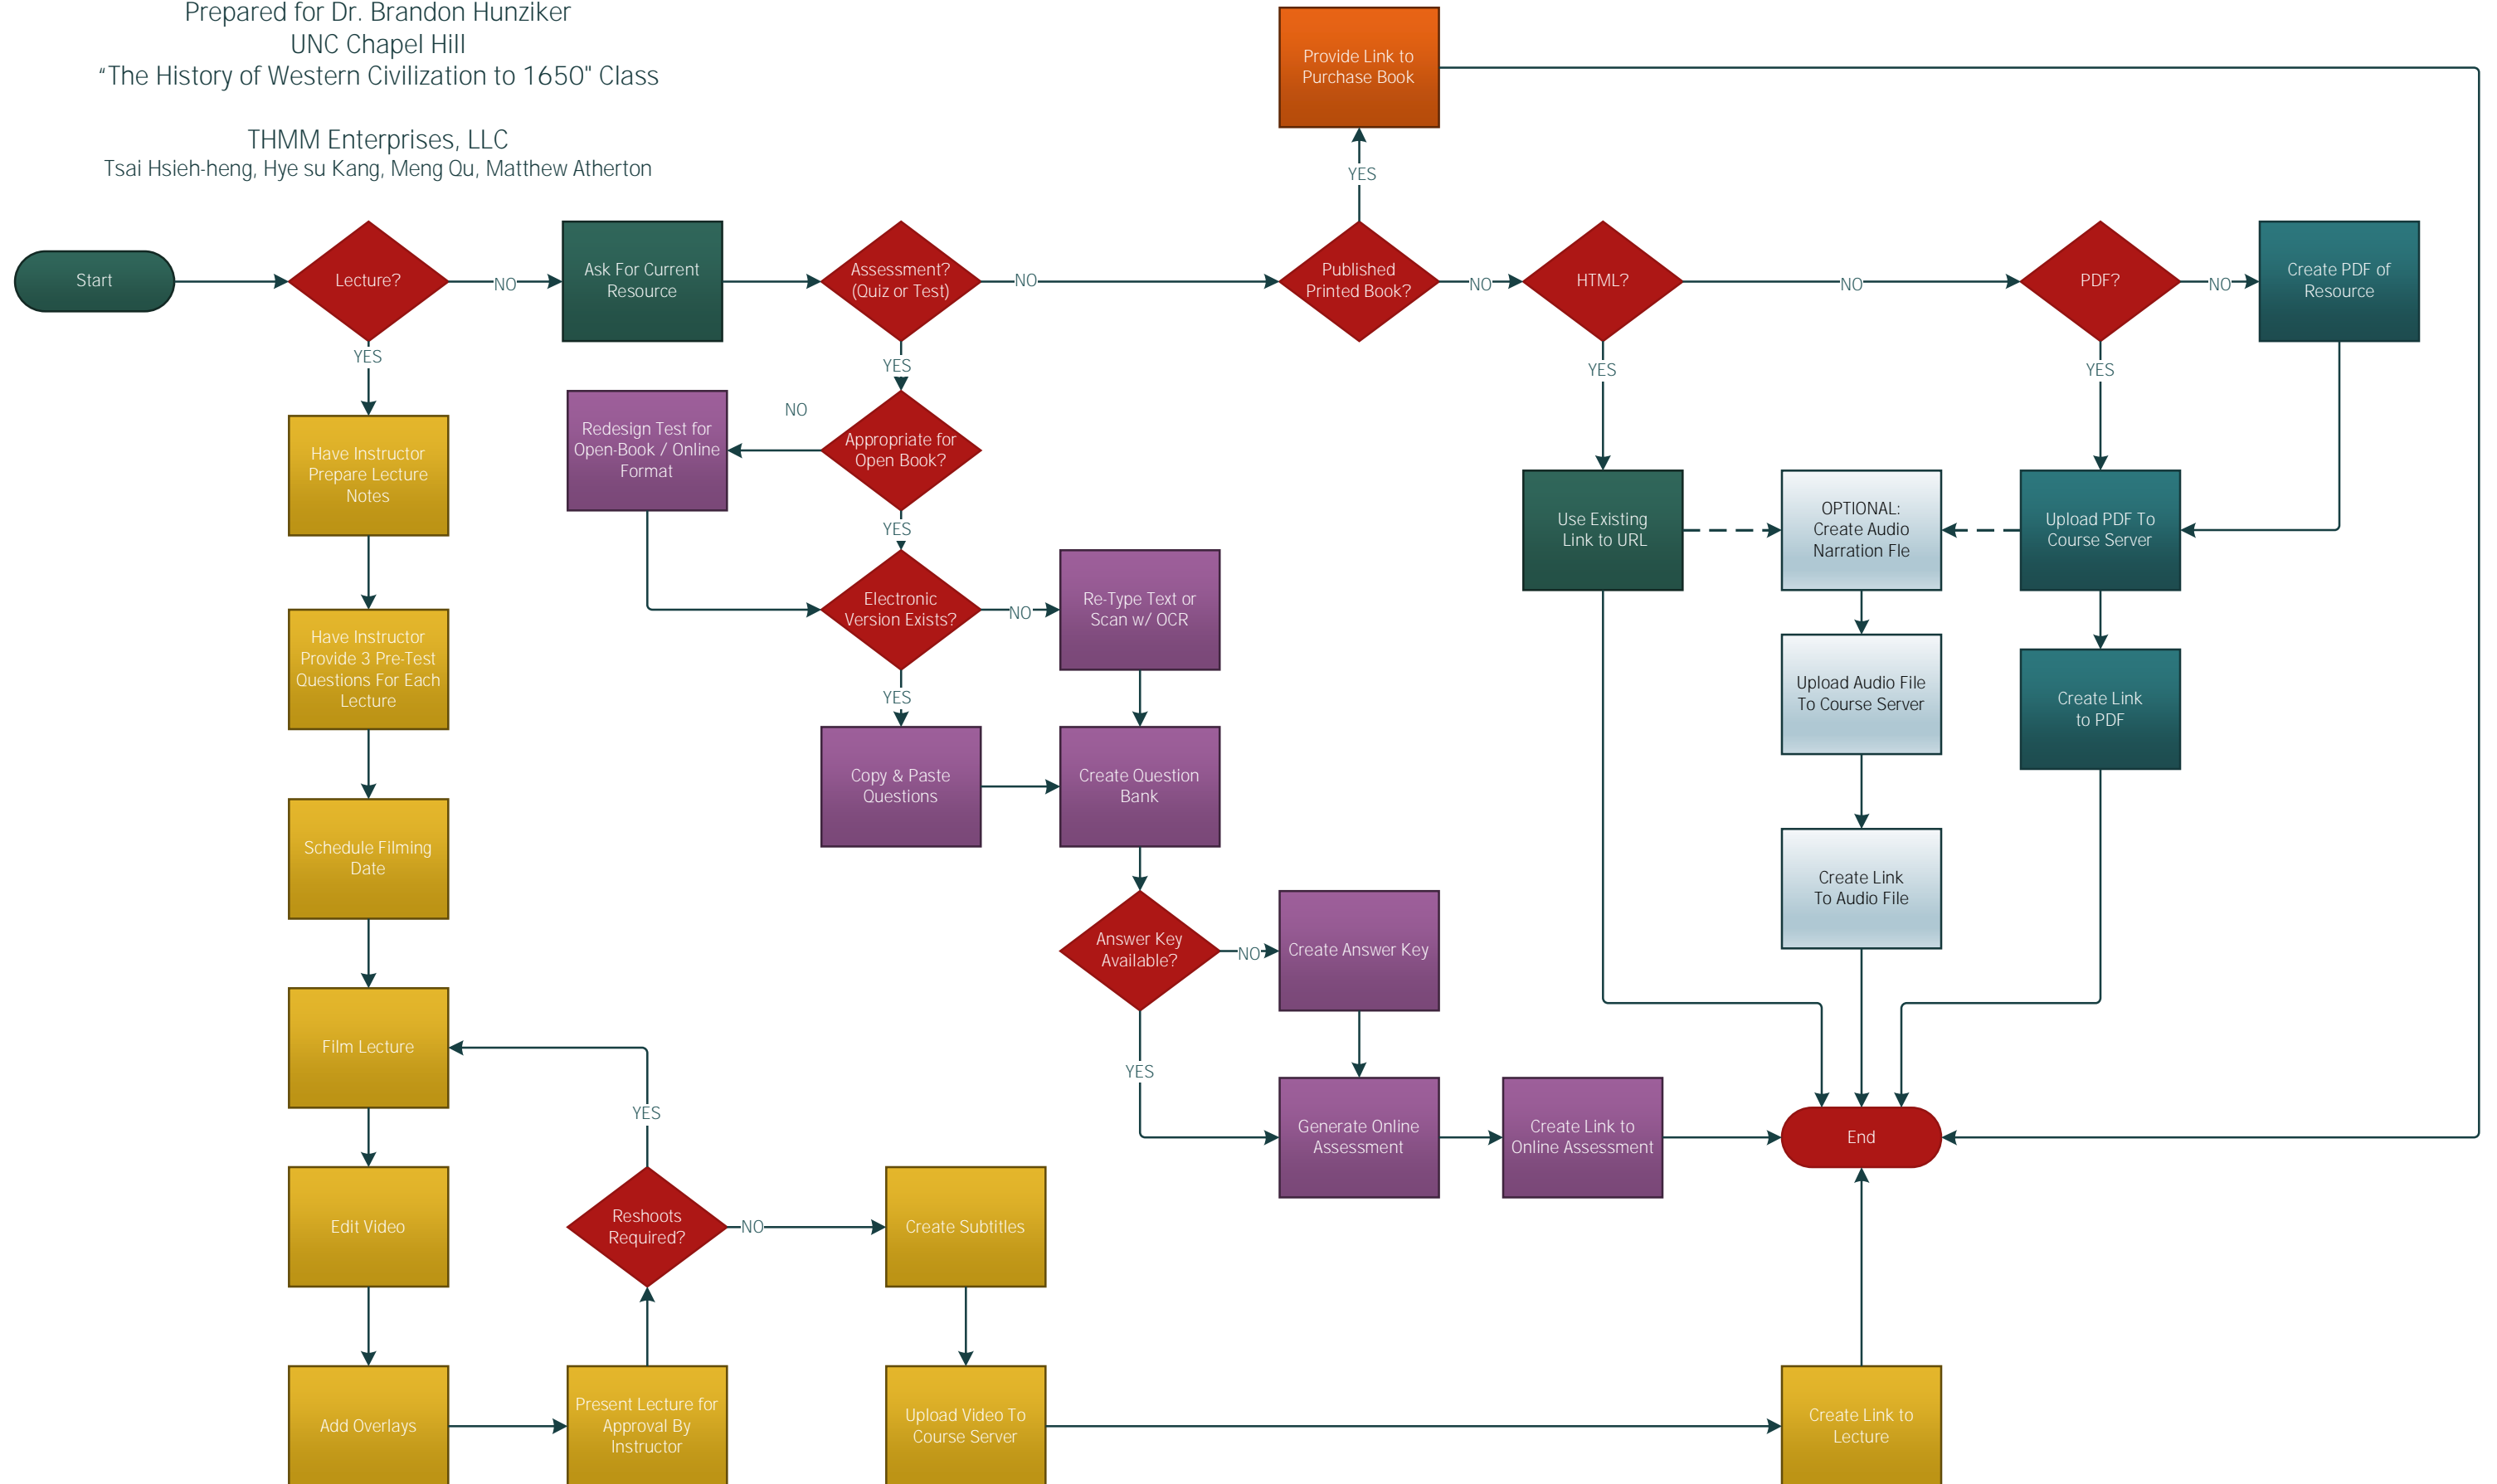 Prepared for Dr. Brandon Hunziker
UNC Chapel Hill
“The History of Western Civilization to 1650" Class
THMM Enterprises, LLC
Tsai Hsieh-heng, Hye su Kang, Meng Qu, Matthew Atherton
Provide Link to
Purchase Book
YES
Start
Lecture?
NO
Ask For Current
Resource
Assessment?
(Quiz or Test)
NO
Published
Printed Book?
NO
HTML?
NO
PDF?
NO
Create PDF of
Resource
YES
YES
YES
YES
Have Instructor
Prepare Lecture
Notes
Redesign Test for
Open-Book / Online
Format
NO
Appropriate for
Open Book?
YES
Use Existing
Link to URL
OPTIONAL:
Create Audio
Narration Fle
Upload PDF To
Course Server
Have Instructor
Provide 3 Pre-Test
Questions For Each
Lecture
Electronic
Version Exists?
NO
Re-Type Text or
Scan w/ OCR
YES
Upload Audio File
To Course Server
Create Link
to PDF
Schedule Filming
Date
Copy & Paste
Questions
Create Question
Bank
Create Link
To Audio File
Answer Key
Available?
NO
Create Answer Key
YES
Film Lecture
YES
Generate Online
Assessment
Create Link to
Online Assessment
End
Edit Video
Reshoots
Required?
NO
Create Subtitles
Add Overlays
Present Lecture for
Approval By
Instructor
Upload Video To
Course Server
Create Link to
Lecture